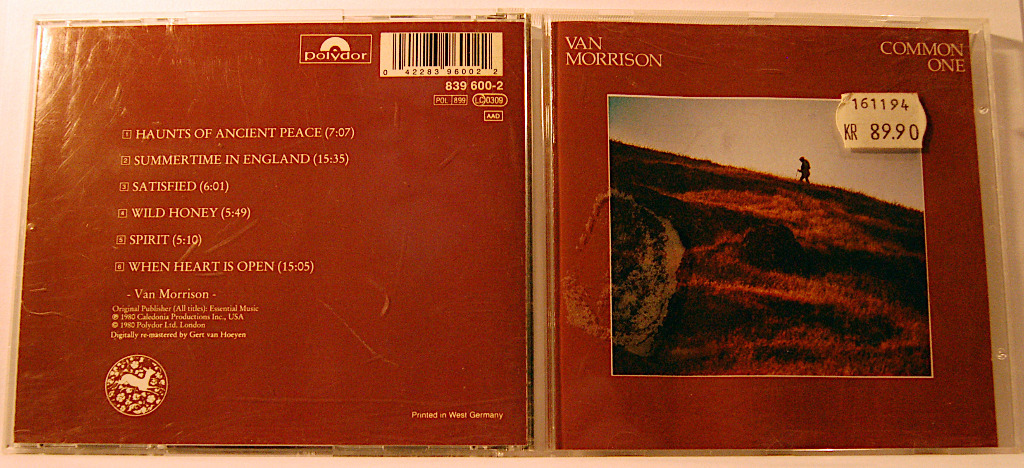 polydor
0 42283 96002 2
839 600-2
POL 899 LC 0309
AAD
1 HAUNTS OF ANCIENT PEACE (7:07)
2 SUMMERTIME IN ENGLAND (15:35)
3 SATISFIED (6:01)
4 WILD HONEY (5:49)
5 SPIRIT (5:10)
6 WHEN HEART IS OPEN (15:05)
- Van Morrison -
Original Publisher (All titles): Essential Music
℗ 1980 Caledonia Productions Inc., USA
© 1980 Polydor Ltd. London
Digitally re-mastered by Gert van Hoeyen
Printed in West Germany
VAN
MORRISON
COMMON
ONE
161194
KR 89.90